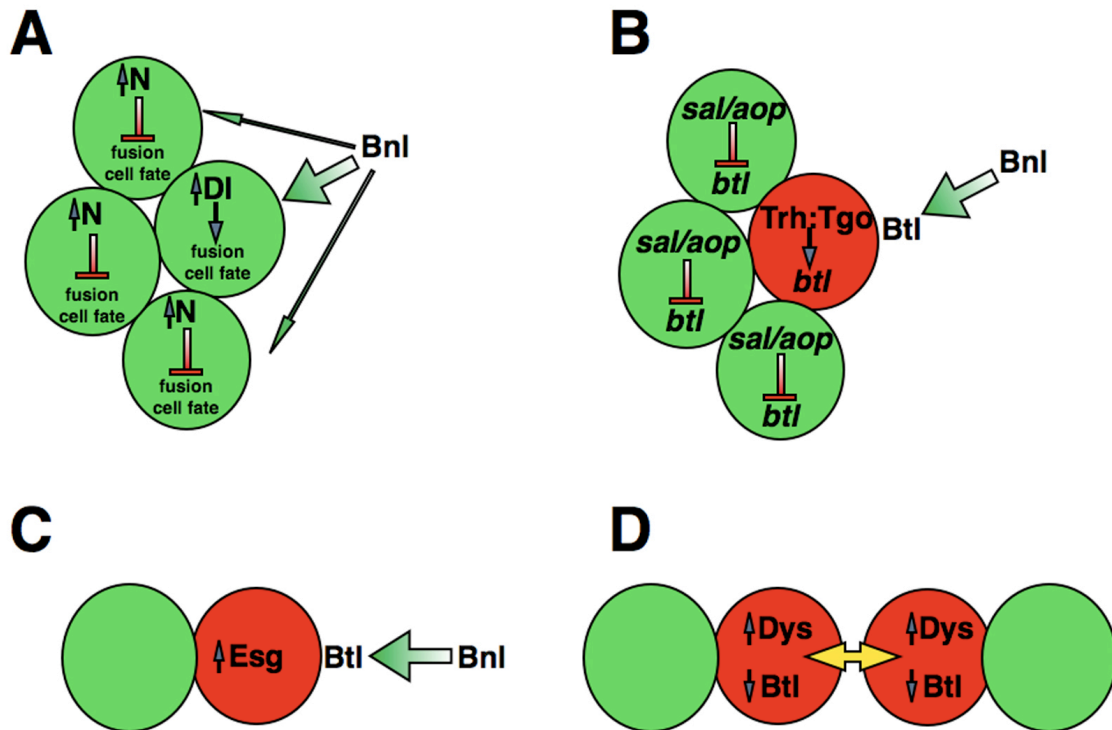 A
N
fusion
cell fate
Bnl
Dl
fusion
cell fate
N
fusion
cell fate
N
fusion
cell fate
B
sal/aop
btl
Bnl
Trh:Tgo
Btl
btl
sal/aop
btl
sal/aop
btl
C
Esg
Btl
Bnl
D
Dys
Btl
Dys
Btl